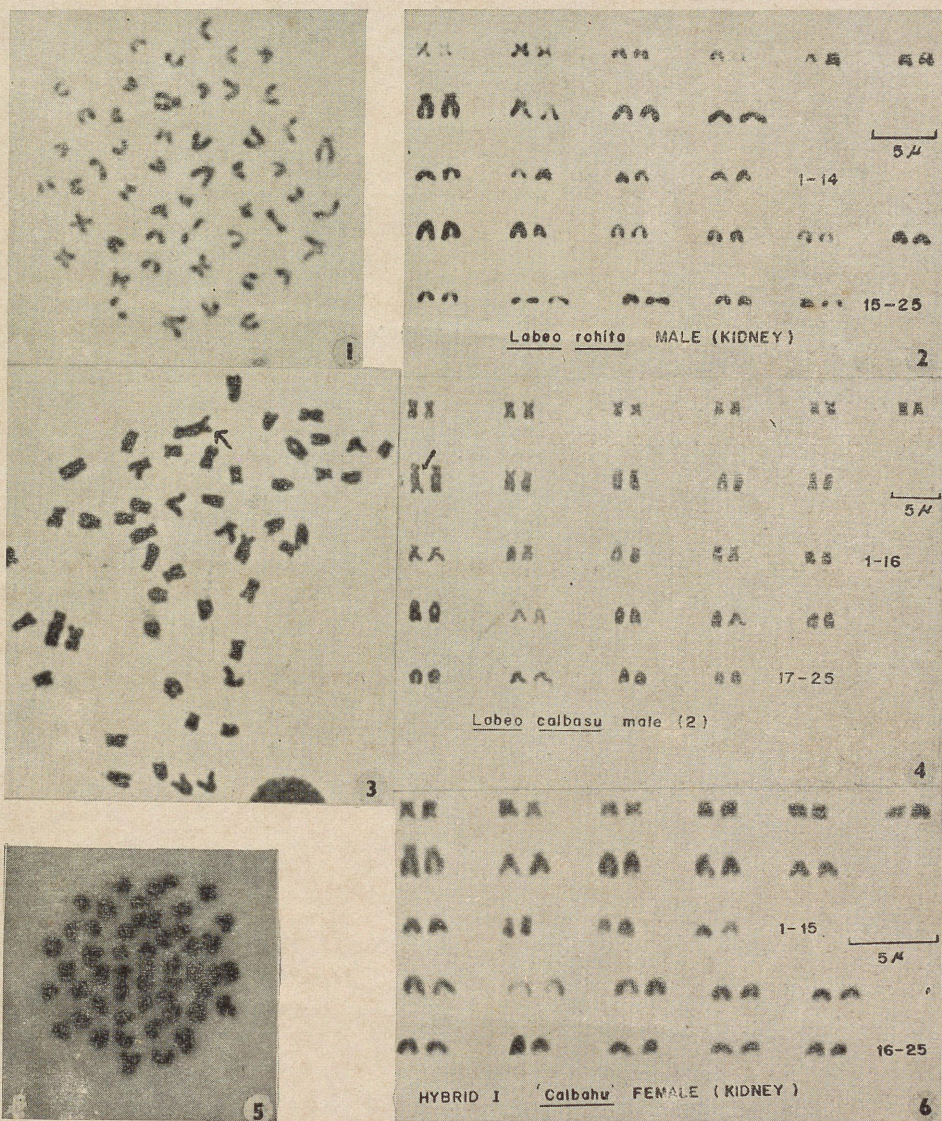 1
5 μ
1-14
15-25
Labeo rohita MALE (KIDNEY)
2
3
5 μ
1-16
17-25
Labeo calbasu male (2)
4
5
1-15
5 μ
16-25
HYBRID I 'Calbahu' FEMALE (KIDNEY)
6